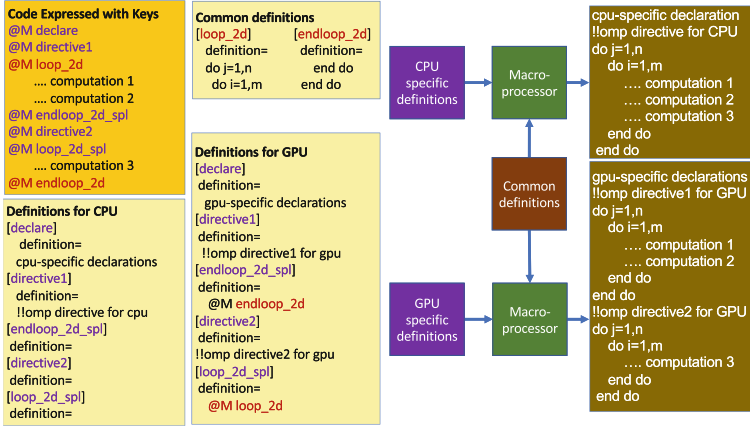 Code Expressed with Keys
@M declare
@M directive1
@M loop_2d
.... computation 1
.... computation 2
@M endloop_2d_spl
@M directive2
@M loop_2d_spl
.... computation 3
@M endloop_2d
Definitions for CPU
[declare]
definition=
cpu-specific declarations
[directive1]
definition=
!!omp directive for cpu
[endloop_2d_spl]
definition=
[directive2]
definition=
[loop_2d_spl]
definition=
Common definitions
[loop_2d] [endloop_2d]
definition= definition=
do j=1,n end do
do i=1,m end do
Definitions for GPU
[declare]
definition=
gpu-specific declarations
[directive1]
definition=
!!omp directive1 for gpu
[endloop_2d_spl]
definition=
@M endloop_2d
[directive2]
definition=
!!omp directive2 for gpu
[loop_2d_spl]
definition=
@M loop_2d
CPU
specific
definitions
Macro-
processor
Common
definitions
GPU
specific
definitions
Macro-
processor
cpu-specific declaration
!!omp directive for CPU
do j=1,n
do i=1,m
.... computation 1
.... computation 2
.... computation 3
end do
end do
gpu-specific declarations
!!omp directive1 for GPU
do j=1,n
do i=1,m
.... computation 1
.... computation 2
end do
end do
!!omp directive2 for GPU
do j=1,n
do i=1,m
.... computation 3
end do
end do